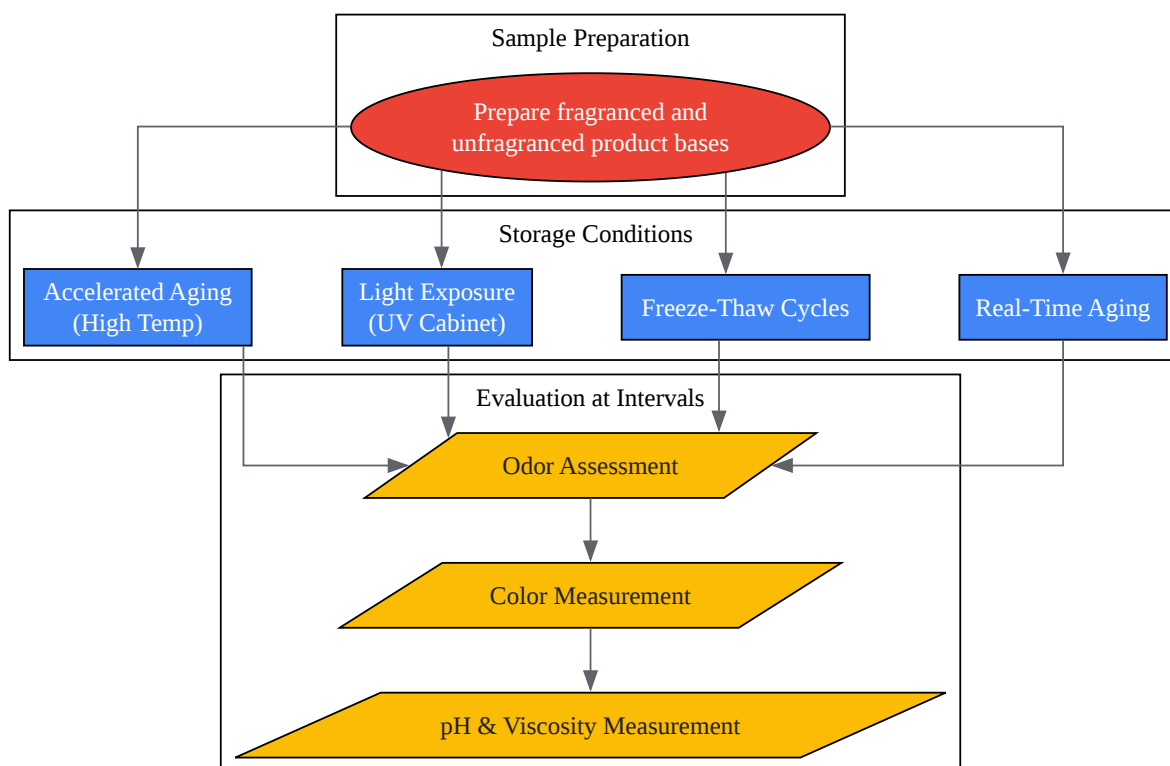 Sample Preparation
Prepare fragranced and
unfragranced product bases
Storage Conditions
Accelerated Aging
(High Temp)
Light Exposure
(UV Cabinet)
Freeze-Thaw Cycles
Real-Time Aging
Evaluation at Intervals
Odor Assessment
Color Measurement
pH & Viscosity Measurement